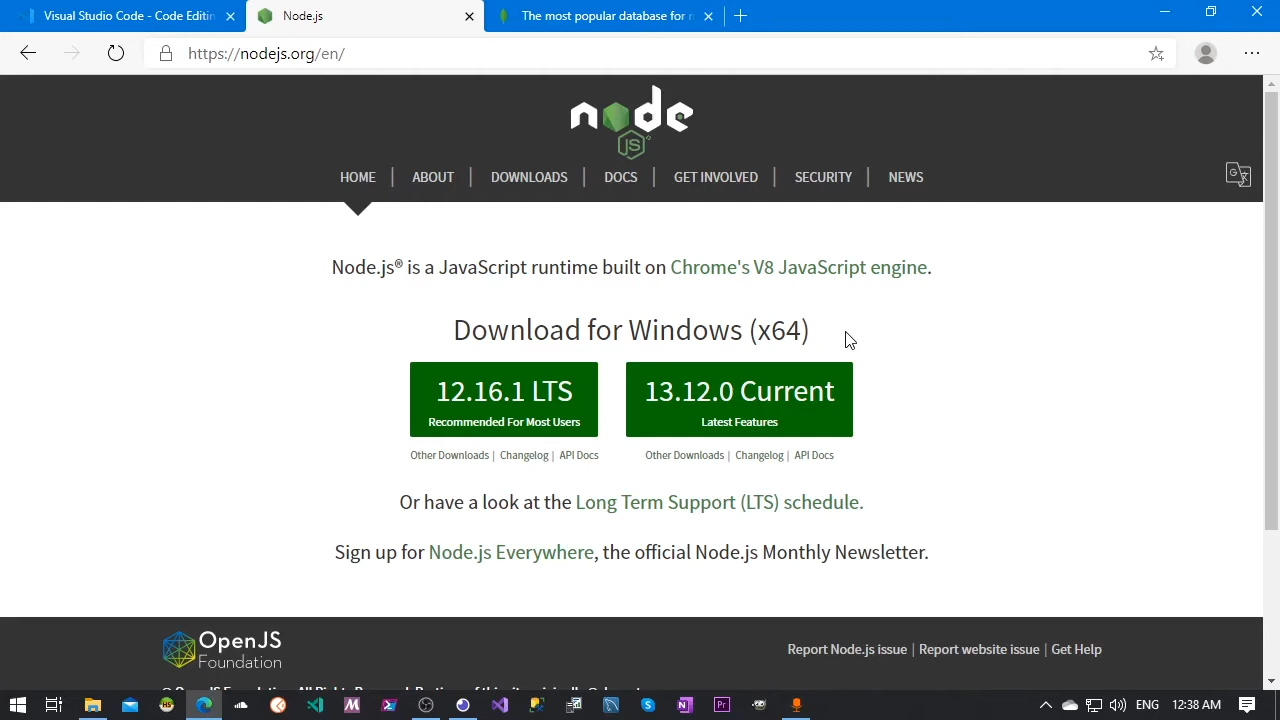 Visual Studio Code - Code Editin
Node.js
The most popular database for
https://nodejs.org/en/
node
JS
HOME
ABOUT
DOWNLOADS
DOCS
GET INVOLVED
SECURITY
NEWS
Node.js® is a JavaScript runtime built on Chrome's V8 JavaScript engine.
Download for Windows (x64)
12.16.1 LTS
Recommended For Most Users
13.12.0 Current
Latest Features
Other Downloads | Changelog | API Docs
Other Downloads | Changelog | API Docs
Or have a look at the Long Term Support (LTS) schedule.
Sign up for Node.js Everywhere, the official Node.js Monthly Newsletter.
OpenJS
Foundation
Report Node.js issue | Report website issue | Get Help
ENG
12:38 AM